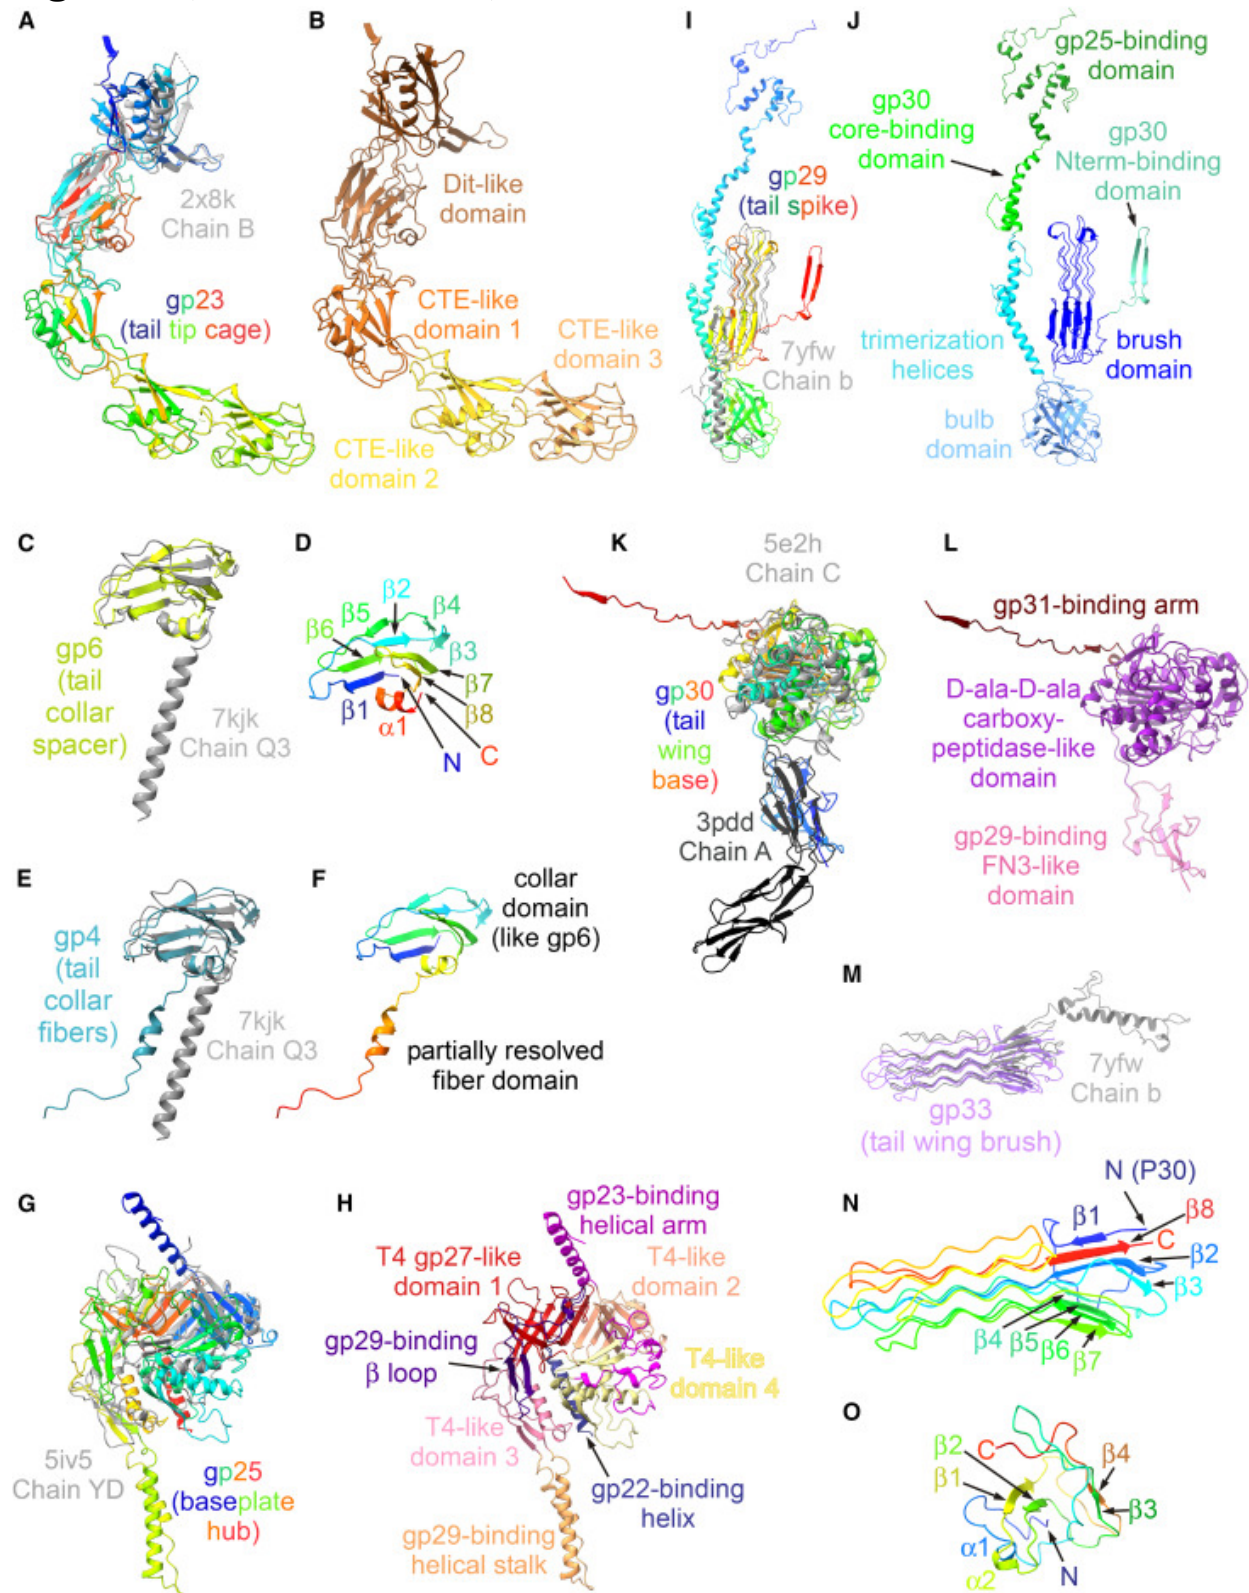 A
B
I
J
2x8k
Chain B
gp23
(tail tip cage)
Dit-like
domain
CTE-like
domain 1
CTE-like
domain 3
CTE-like
domain 2
gp29
(tail spike)
7yfw
Chain b
gp25-binding
domain
gp30
core-binding
domain
gp30
Nterm-binding
domain
trimerization
helices
brush
domain
bulb
domain
C
D
K
L
gp6
(tail
collar
spacer)
7kjk
Chain Q3
β2
β5
β4
β6
β3
β7
β1
β8
α1
N
C
5e2h
Chain C
gp30
(tail
wing
base)
3pdd
Chain A
gp31-binding arm
D-ala-D-ala
carboxy-
peptidase-like
domain
gp29-binding
FN3-like
domain
E
F
gp4
(tail
collar
fibers)
7kjk
Chain Q3
collar
domain
(like gp6)
partially resolved
fiber domain
M
7yfw
Chain b
gp33
(tail wing brush)
G
H
N
5iv5
Chain YD
gp25
(baseplate
hub)
gp23-binding
helical arm
T4 gp27-like
domain 1
T4-like
domain 2
gp29-binding
β loop
T4-like
domain 4
T4-like
domain 3
gp22-binding
helix
gp29-binding
helical stalk
N (P30)
β1
β8
C
β2
β3
β4
β5
β6
β7
O
β2
C
β4
β1
β3
α1
α2
N